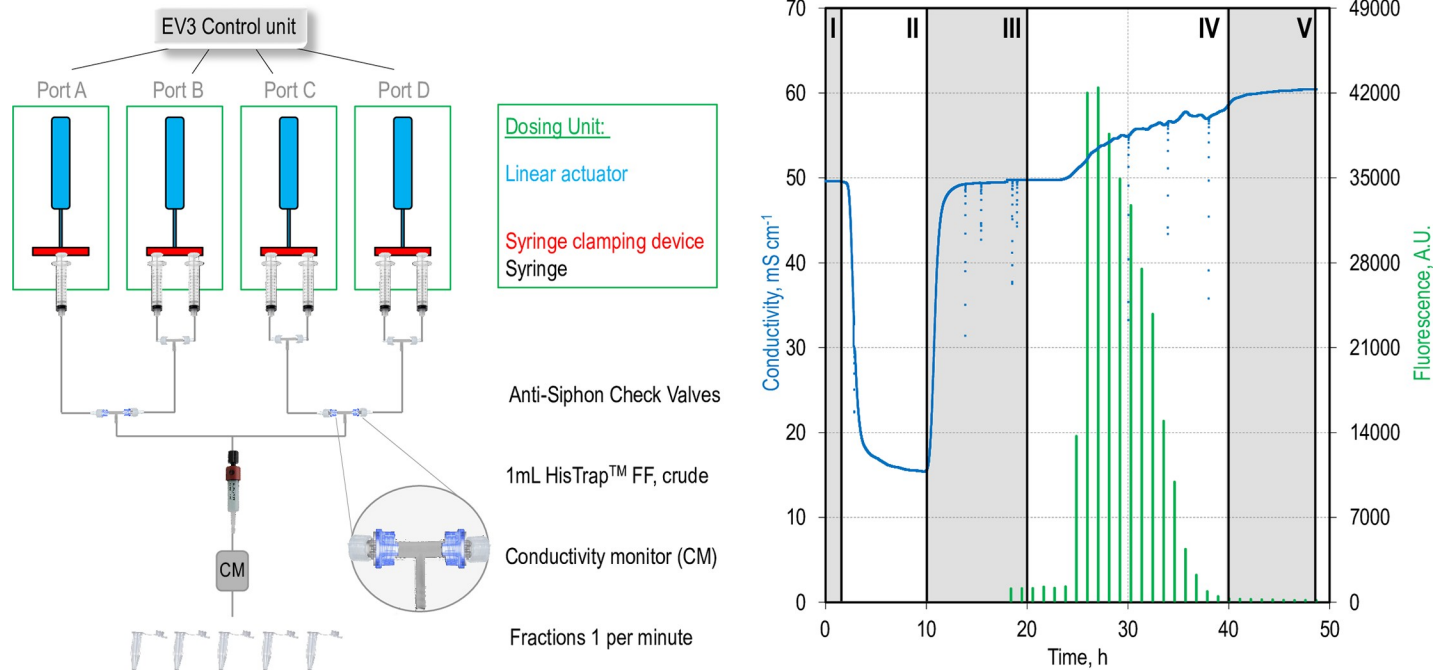 EV3 Control unit
Port A
Port B
Port C
Port D
Dosing Unit:
Linear actuator
Syringe clamping device
Syringe
Anti-Siphon Check Valves
1mL HisTrap™ FF, crude
Conductivity monitor (CM)
CM
Fractions 1 per minute
I
II
III
IV
V
70
60
50
40
30
20
10
0
Conductivity, mS cm⁻¹
49000
42000
35000
28000
21000
14000
7000
0
Fluorescence, A.U.
0
10
20
30
40
50
Time, h